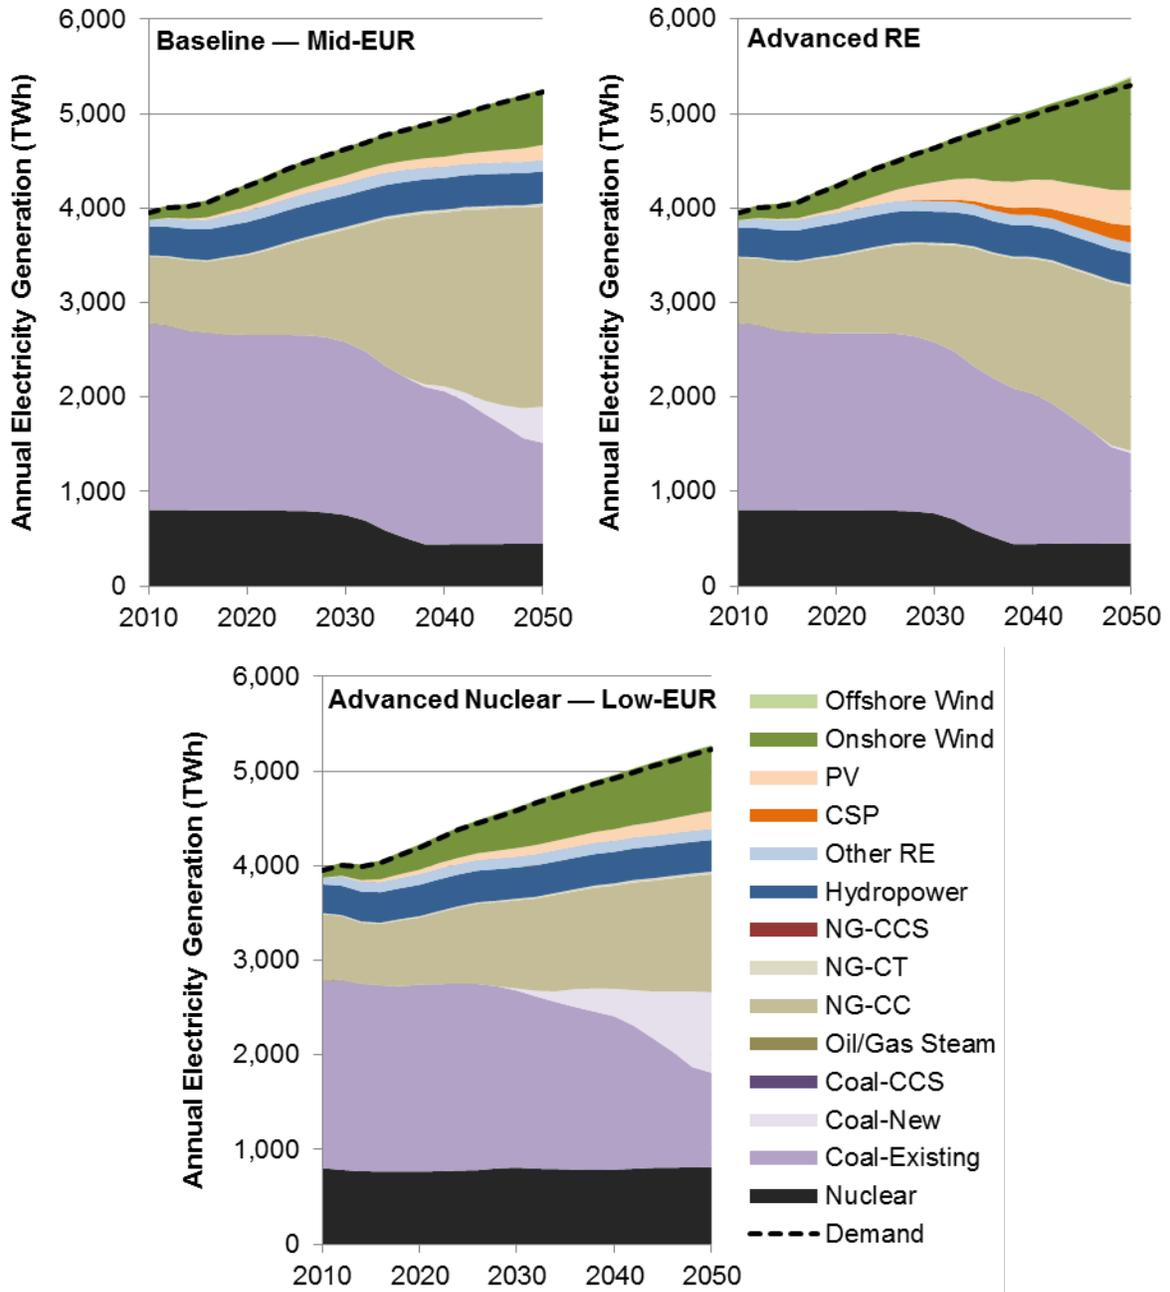 Baseline — Mid-EUR
Annual Electricity Generation (TWh)
6,000
5,000
4,000
3,000
2,000
1,000
0
2010 2020 2030 2040 2050
Advanced RE
Annual Electricity Generation (TWh)
6,000
5,000
4,000
3,000
2,000
1,000
0
2010 2020 2030 2040 2050
Advanced Nuclear — Low-EUR
Annual Electricity Generation (TWh)
6,000
5,000
4,000
3,000
2,000
1,000
0
2010 2020 2030 2040 2050
Offshore Wind
Onshore Wind
PV
CSP
Other RE
Hydropower
NG-CCS
NG-CT
NG-CC
Oil/Gas Steam
Coal-CCS
Coal-New
Coal-Existing
Nuclear
Demand